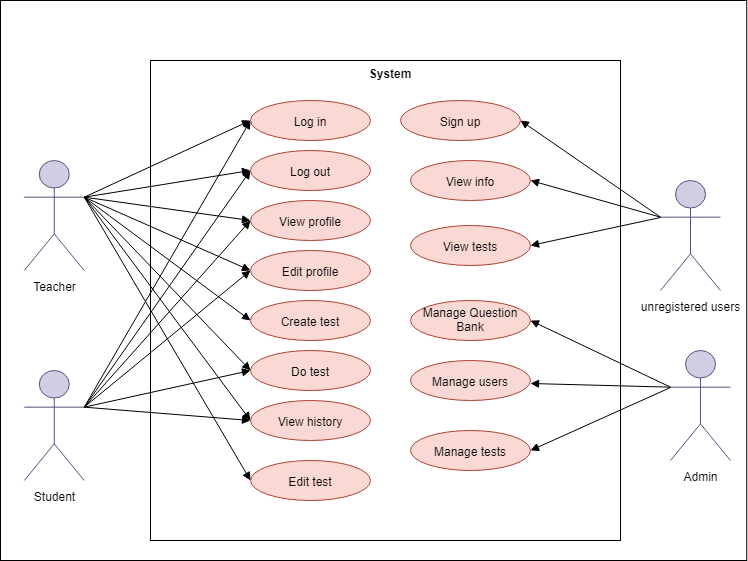 System
Log in
Log out
View profile
Edit profile
Create test
Do test
View history
Edit test
Sign up
View info
View tests
Manage Question
Bank
Manage users
Manage tests
Teacher
Student
unregistered users
Admin